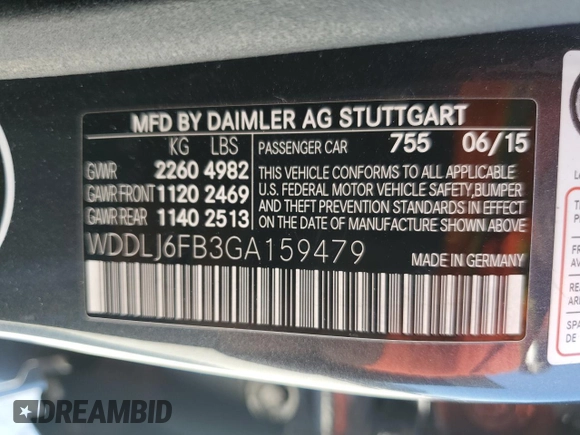 MFD BY DAIMLER AG STUTTGART
KG LBS PASSENGER CAR 755 06/15
GVWR 2260 4982 THIS VEHICLE CONFORMS TO ALL APPLICABLE
GAWR FRONT 1120 2469 U.S. FEDERAL MOTOR VEHICLE SAFETY, BUMPER
GAWR REAR 1140 2513 AND THEFT PREVENTION STANDARDS IN EFFECT ON
THE DATE OF MANUFACTURE SHOWN ABOVE
WDDLJ6FB3GA159479 MADE IN GERMANY
DREAMBID